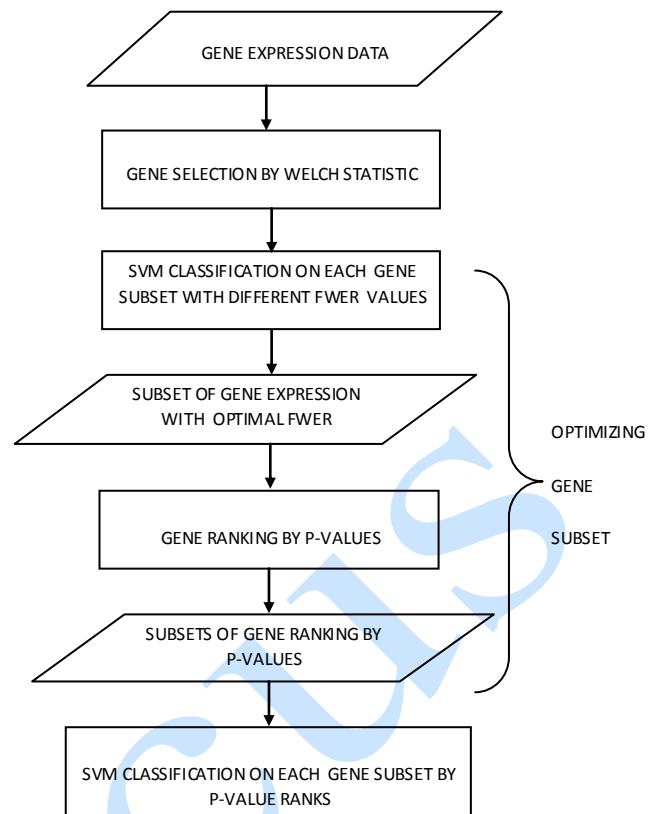 GENE EXPRESSION DATA
GENE SELECTION BY WELCH STATISTIC
SVM CLASSIFICATION ON EACH GENE
SUBSET WITH DIFFERENT FWER VALUES
SUBSET OF GENE EXPRESSION
WITH OPTIMAL FWER
GENE RANKING BY P-VALUES
SUBSETS OF GENE RANKING BY
P-VALUES
SVM CLASSIFICATION ON EACH GENE SUBSET BY
P-VALUE RANKS
OPTIMIZING
GENE
SUBSET
cus